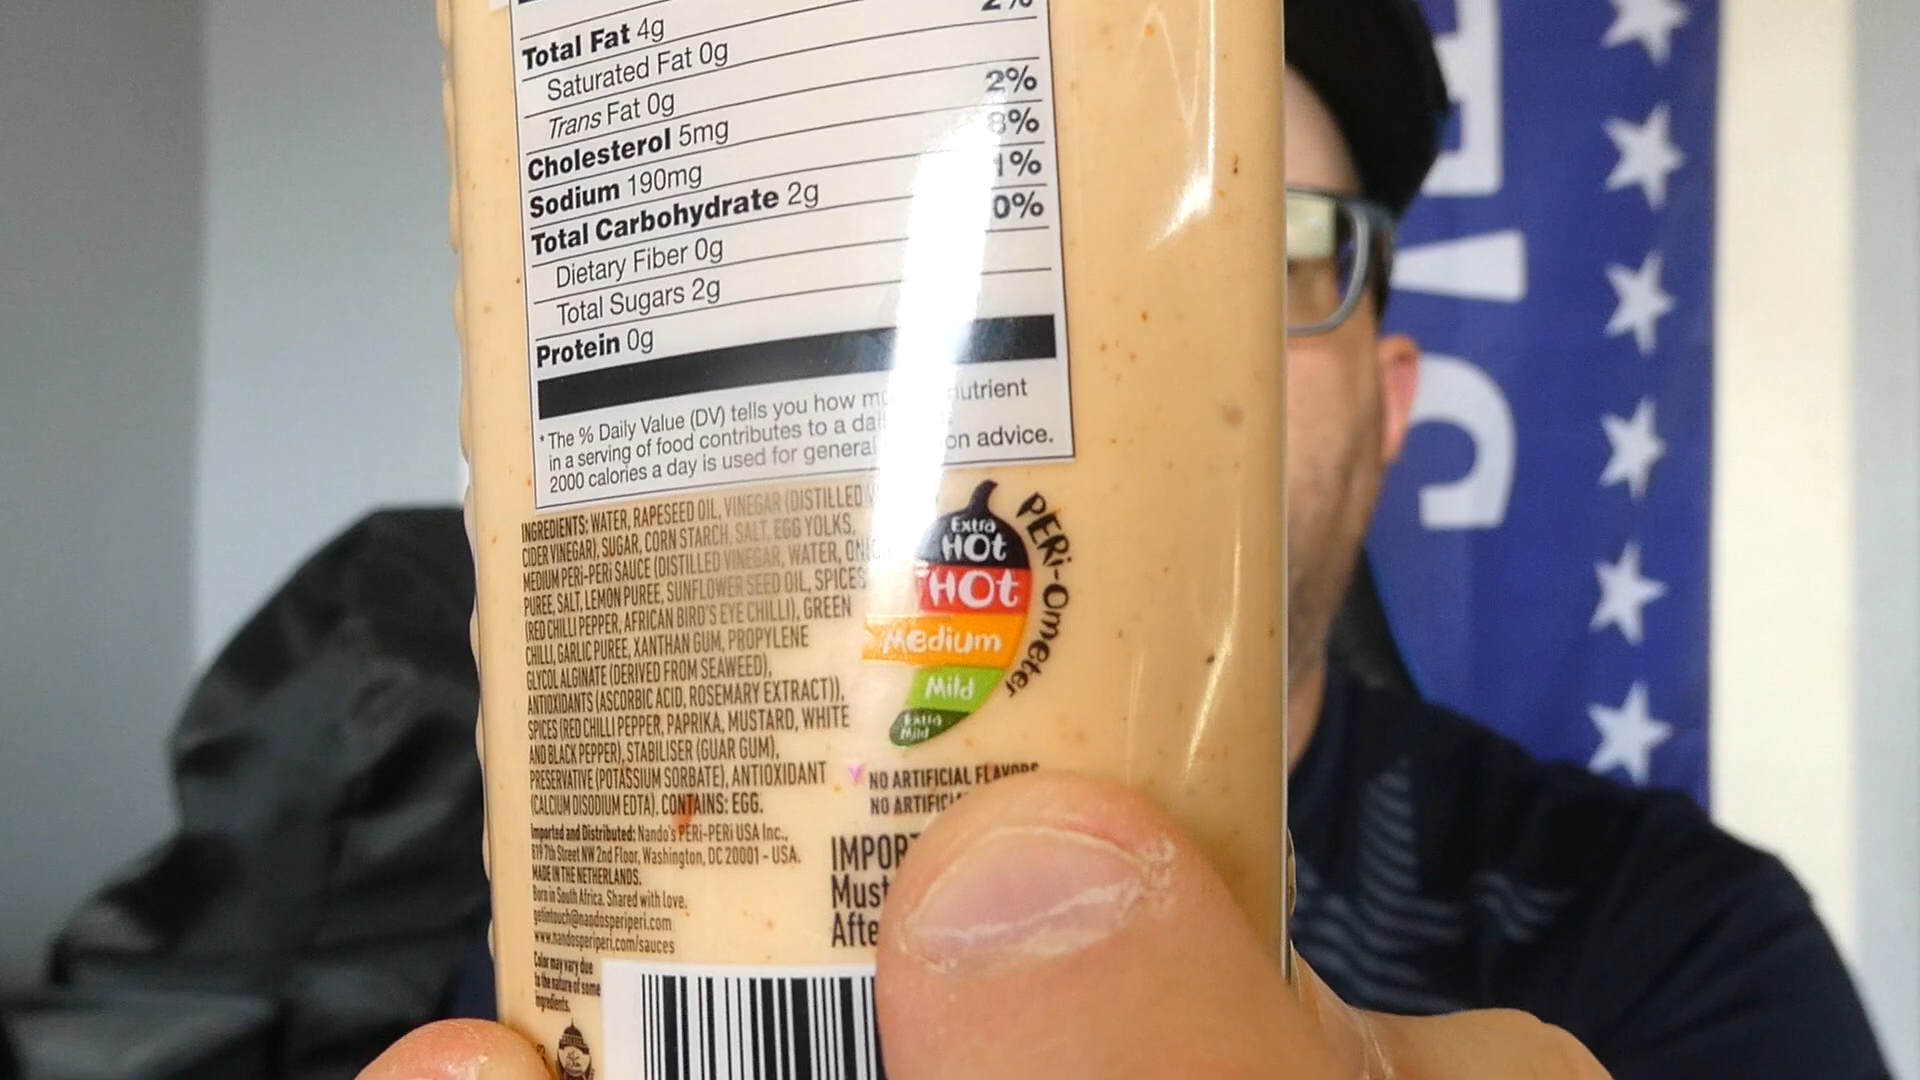 2%
Total Fat 4g
Saturated Fat 0g
Trans Fat 0g
Cholesterol 5mg 2%
Sodium 190mg 8%
Total Carbohydrate 2g 1%
Dietary Fiber 0g 0%
Total Sugars 2g
Protein 0g
*The % Daily Value (DV) tells you how nutrient
in a serving of food contributes to a
2000 calories a day is used for general advice.
INGREDIENTS: WATER, RAPESEED OIL, VINEGAR (DISTILLED
CIDER VINEGAR), SUGAR, CORN STARCH, SALT, EGG YOLKS,
MEDIUM PERi-PERi SAUCE (DISTILLED VINEGAR, WATER,
PUREE, SALT, LEMON PUREE, SUNFLOWER SEED OIL, SPICES
(RED CHILLI PEPPER, AFRICAN BIRD'S EYE CHILLI), GREEN
CHILLI, GARLIC PUREE, XANTHAN GUM, PROPYLENE
GLYCOL ALGINATE (DERIVED FROM SEAWEED),
ANTIOXIDANTS (ASCORBIC ACID, ROSEMARY EXTRACT)),
SPICES (RED CHILLI PEPPER, PAPRIKA, MUSTARD, WHITE
AND BLACK PEPPER), STABILISER (GUAR GUM),
PRESERVATIVE (POTASSIUM SORBATE), ANTIOXIDANT
(CALCIUM DISODIUM EDTA). CONTAINS: EGG.
Imported and Distributed: Nando's PERi-PERi USA Inc.,
819 7th Street NW 2nd Floor, Washington, DC 20001 - USA.
MADE IN THE NETHERLANDS.
Born in South Africa. Shared with love.
getintouch@nandosperiperi.com
www.nandosperiperi.com/sauces
Color may vary due
to the nature of some
ingredients.
PERi-Ometer
Extra
HOt
HOt
Medium
Mild
Extra
Mild
NO ARTIFICIAL FLAVORS
NO
Must